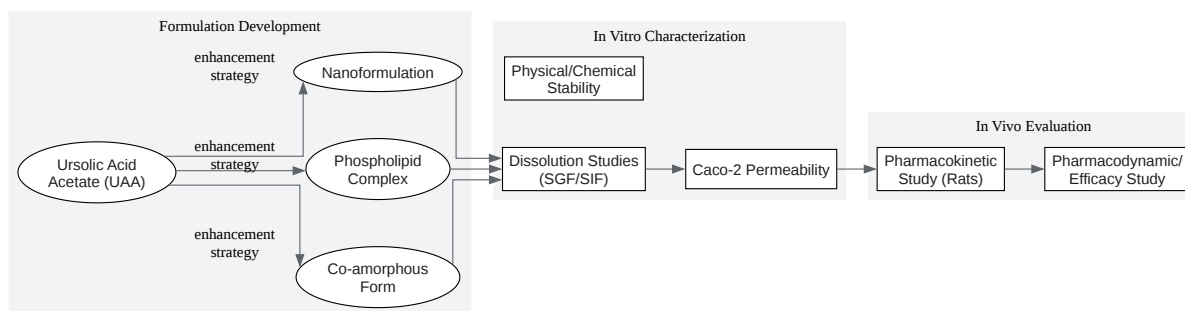 Formulation Development
enhancement
strategy
Nanoformulation
Ursolic Acid
Acetate (UAA)
enhancement
strategy
Phospholipid
Complex
enhancement
strategy
Co-amorphous
Form
In Vitro Characterization
Physical/Chemical
Stability
Dissolution Studies
(SGF/SIF)
Caco-2 Permeability
In Vivo Evaluation
Pharmacokinetic
Study (Rats)
Pharmacodynamic/
Efficacy Study